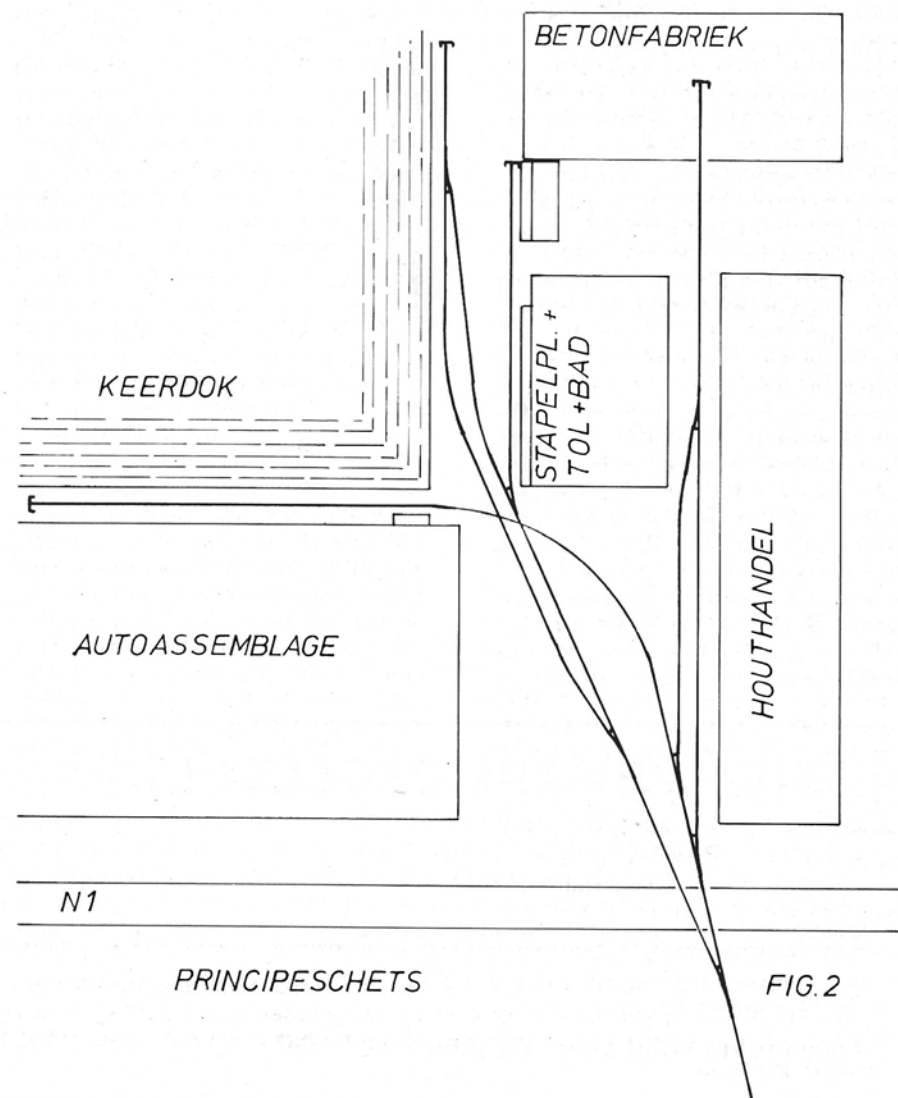 BETONFABRIEK
KEERDOK
STAPELPL. +
TOL+BAD
AUTOASSEMBLAGE
HOUTHANDEL
N1
PRINCIPESCHETS
FIG. 2